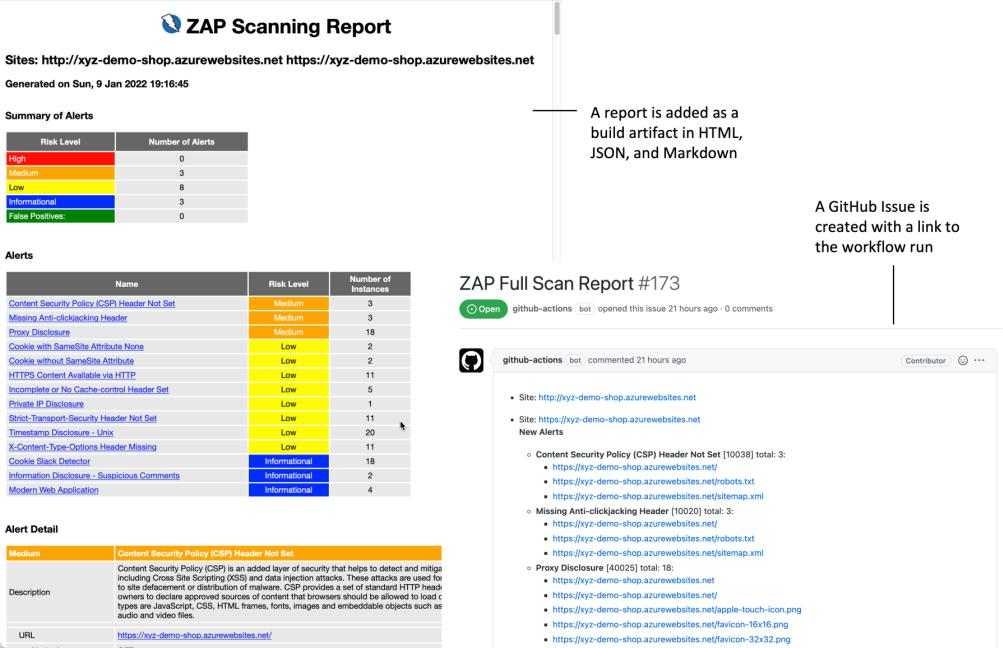 ZAP Scanning Report
Sites: http://xyz-demo-shop.azurewebsites.net https://xyz-demo-shop.azurewebsites.net
Generated on Sun, 9 Jan 2022 19:16:45
Summary of Alerts
Risk Level Number of Alerts
High 0
Medium 3
Low 8
Informational 3
False Positives: 0
A report is added as a
build artifact in HTML,
JSON, and Markdown
Alerts
Name Risk Level Number of Instances
Content Security Policy (CSP) Header Not Set Medium 3
Missing Anti-clickjacking Header Medium 3
Proxy Disclosure Medium 18
Cookie with SameSite Attribute None Low 2
Cookie without SameSite Attribute Low 2
HTTPS Content Available via HTTP Low 11
Incomplete or No Cache-control Header Set Low 5
Private IP Disclosure Low 1
Strict-Transport-Security Header Not Set Low 11
Timestamp Disclosure - Unix Low 20
X-Content-Type-Options Header Missing Low 11
Cookie Slack Detector Informational 18
Information Disclosure - Suspicious Comments Informational 2
Modern Web Application Informational 4
Alert Detail
Medium Content Security Policy (CSP) Header Not Set
Description
Content Security Policy (CSP) is an added layer of security that helps to detect and mitiga
including Cross Site Scripting (XSS) and data injection attacks. These attacks are used for
to site defacement or distribution of malware. CSP provides a set of standard HTTP heade
owners to declare approved sources of content that browsers should be allowed to load o
types are JavaScript, CSS, HTML frames, fonts, images and embeddable objects such as
audio and video files.
URL https://xyz-demo-shop.azurewebsites.net/
A GitHub Issue is
created with a link to
the workflow run
ZAP Full Scan Report #173
Open github-actions bot opened this issue 21 hours ago · 0 comments
github-actions bot commented 21 hours ago Contributor
Site: http://xyz-demo-shop.azurewebsites.net
Site: https://xyz-demo-shop.azurewebsites.net
New Alerts
Content Security Policy (CSP) Header Not Set [10038] total: 3:
https://xyz-demo-shop.azurewebsites.net/
https://xyz-demo-shop.azurewebsites.net/robots.txt
https://xyz-demo-shop.azurewebsites.net/sitemap.xml
Missing Anti-clickjacking Header [10020] total: 3:
https://xyz-demo-shop.azurewebsites.net/
https://xyz-demo-shop.azurewebsites.net/robots.txt
https://xyz-demo-shop.azurewebsites.net/sitemap.xml
Proxy Disclosure [40025] total: 18:
https://xyz-demo-shop.azurewebsites.net
https://xyz-demo-shop.azurewebsites.net/
https://xyz-demo-shop.azurewebsites.net/apple-touch-icon.png
https://xyz-demo-shop.azurewebsites.net/favicon-16x16.png
https://xyz-demo-shop.azurewebsites.net/favicon-32x32.png